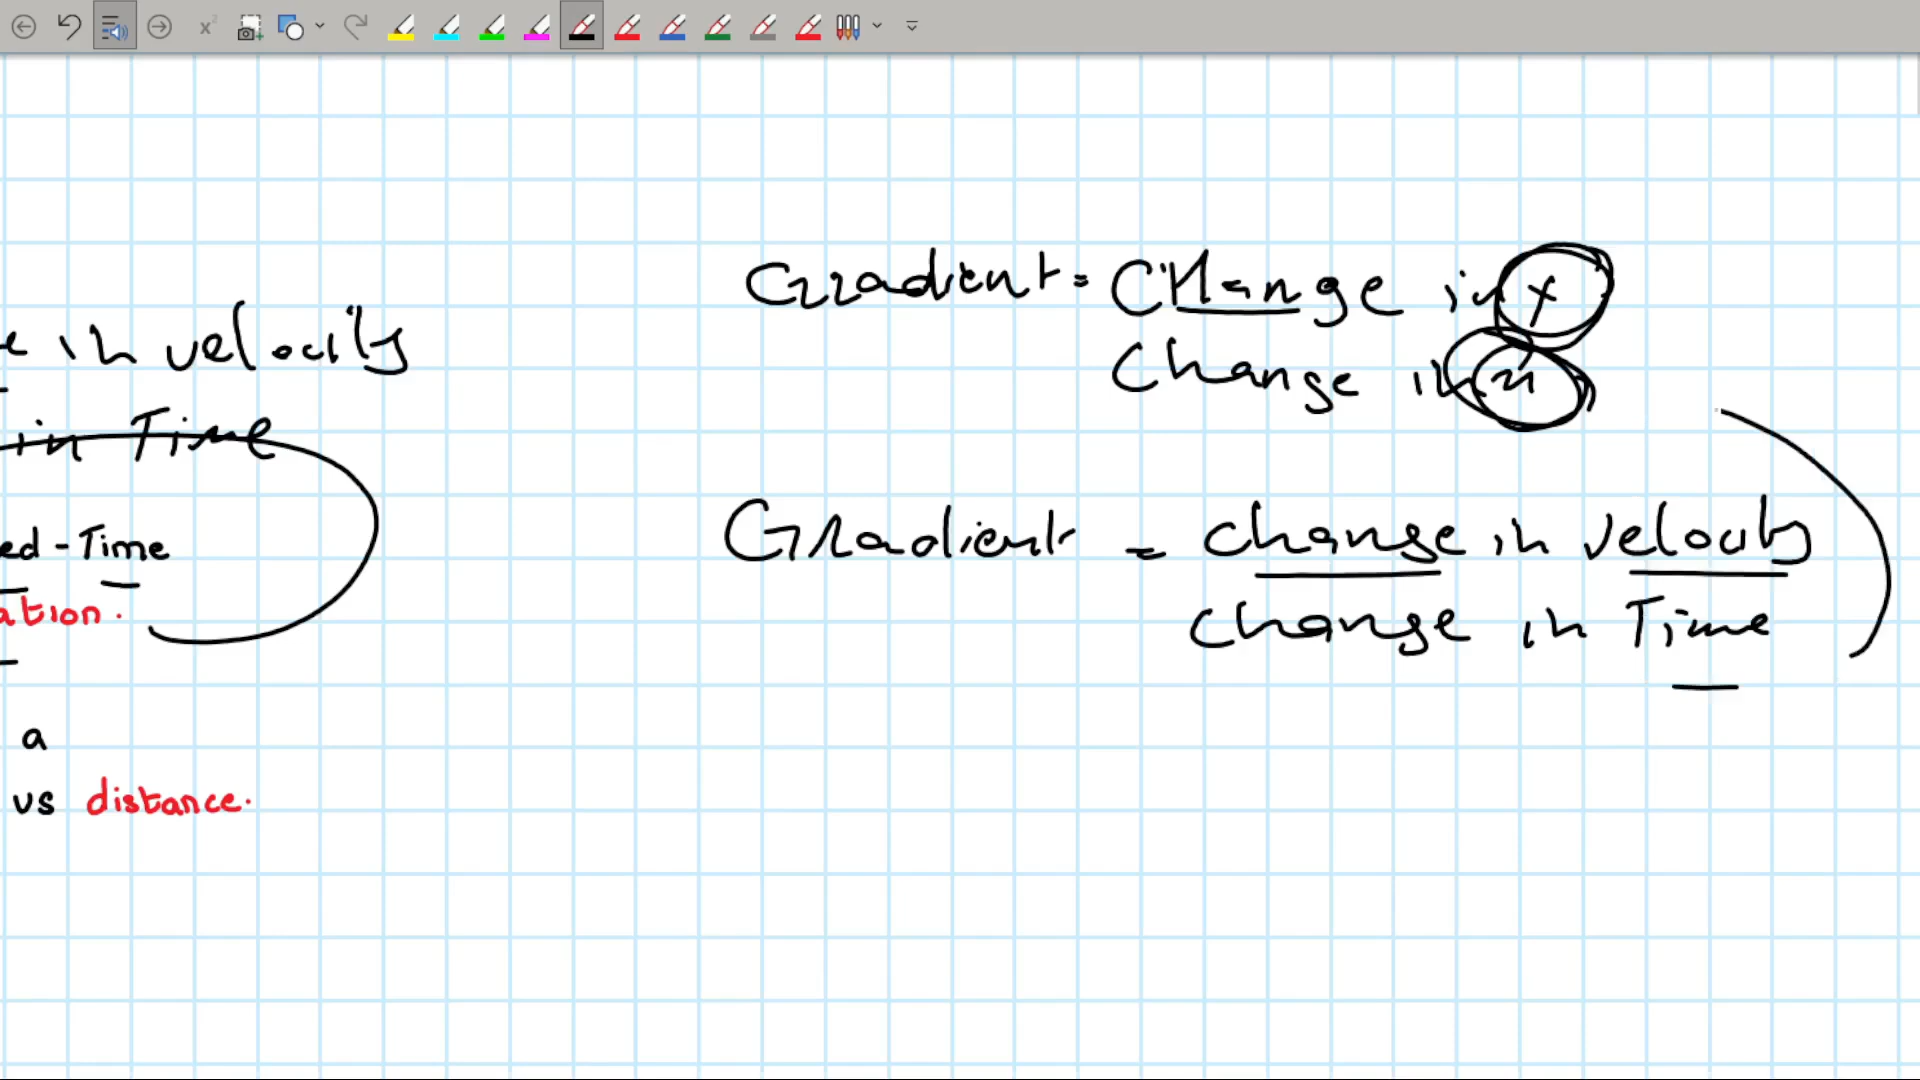 Gradient = Change in y
Change in x
e in velocity
in Time
Gradient = change in velocity
change in Time
ed - Time
ation.
a
vs distance.